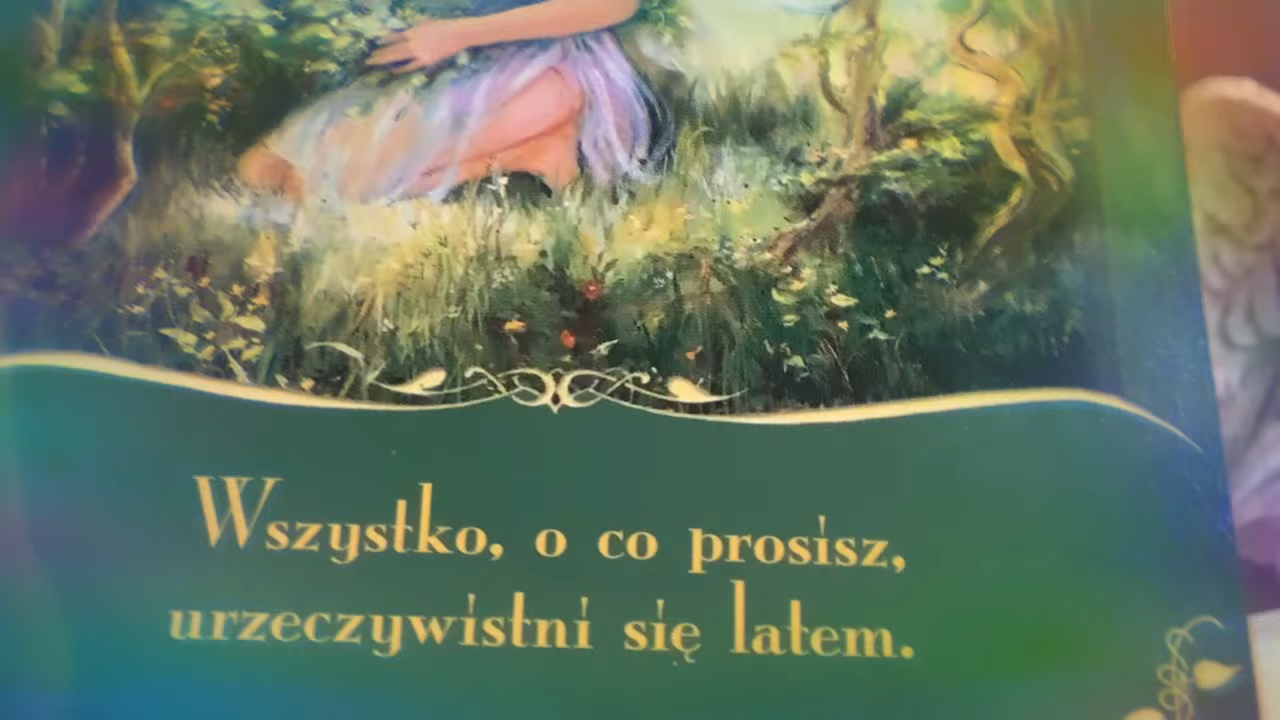 Wszystko, o co prosisz,
urzeczywistni się latem.